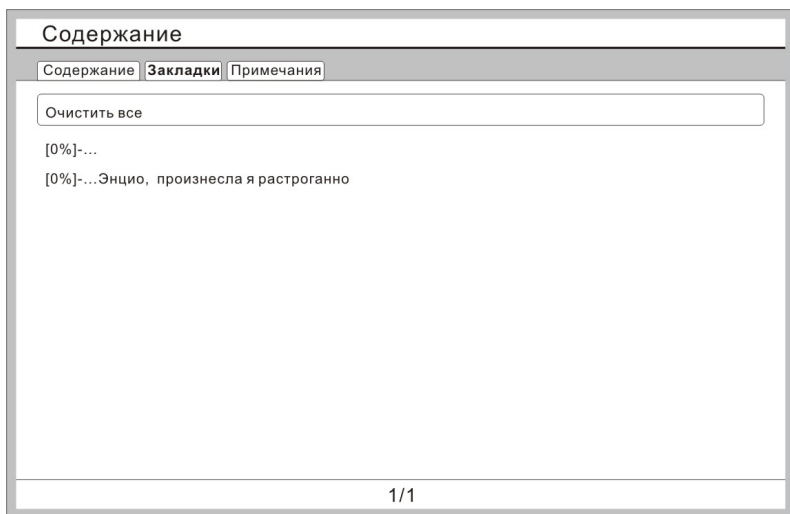 Содержание
Содержание Закладки Примечания
Очистить все
[0%]-...
[0%]-...Энцио, произнесла я растроганно
1/1